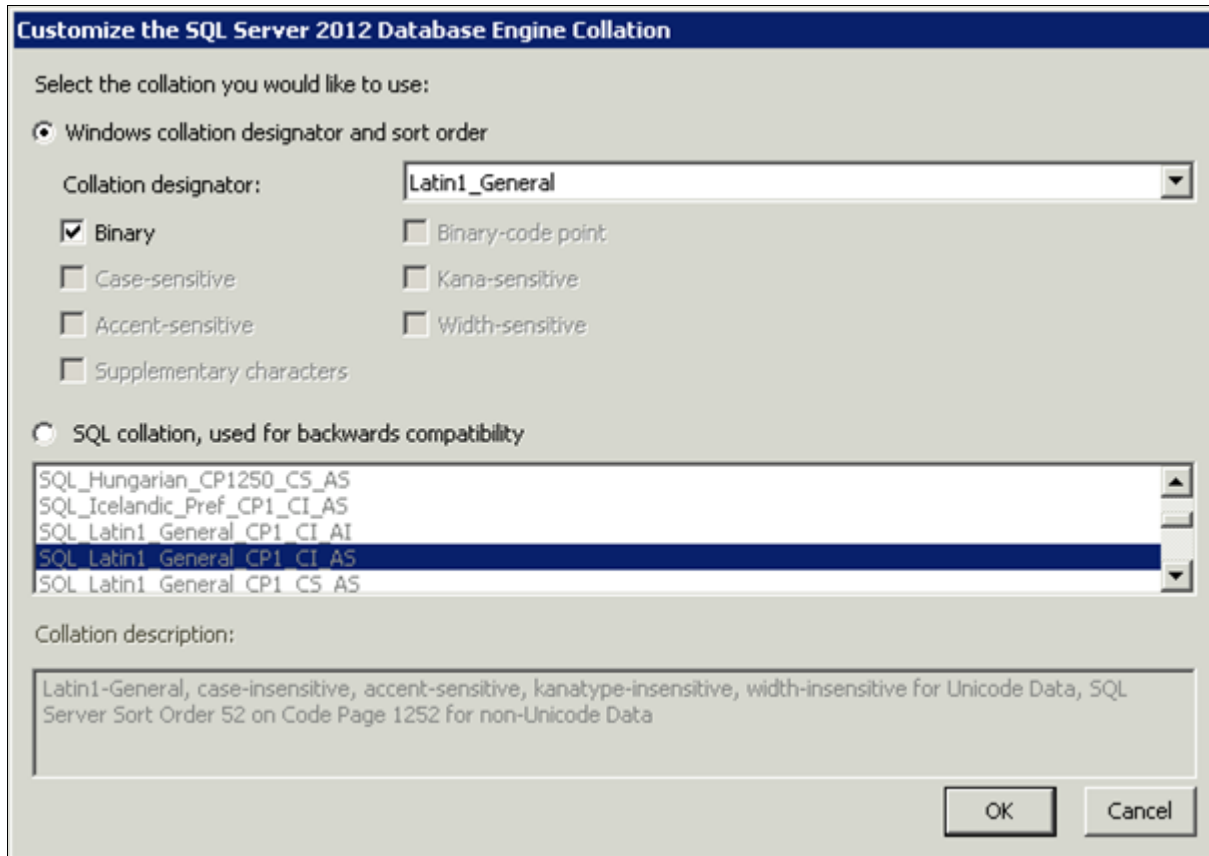 Customize the SQL Server 2012 Database Engine Collation
Select the collation you would like to use:
Windows collation designator and sort order
Collation designator:
Latin1_General
Binary
Binary-code point
Case-sensitive
Kana-sensitive
Accent-sensitive
Width-sensitive
Supplementary characters
SQL collation, used for backwards compatibility
SQL_Hungarian_CP1250_CS_AS
SQL_Icelandic_Pref_CP1_CI_AS
SQL_Latin1_General_CP1_CI_AI
SQL_Latin1_General_CP1_CI_AS
SQL_Latin1_General_CP1_CS_AS
Collation description:
Latin1-General, case-insensitive, accent-sensitive, kanatype-insensitive, width-insensitive for Unicode Data, SQL
Server Sort Order 52 on Code Page 1252 for non-Unicode Data
OK
Cancel